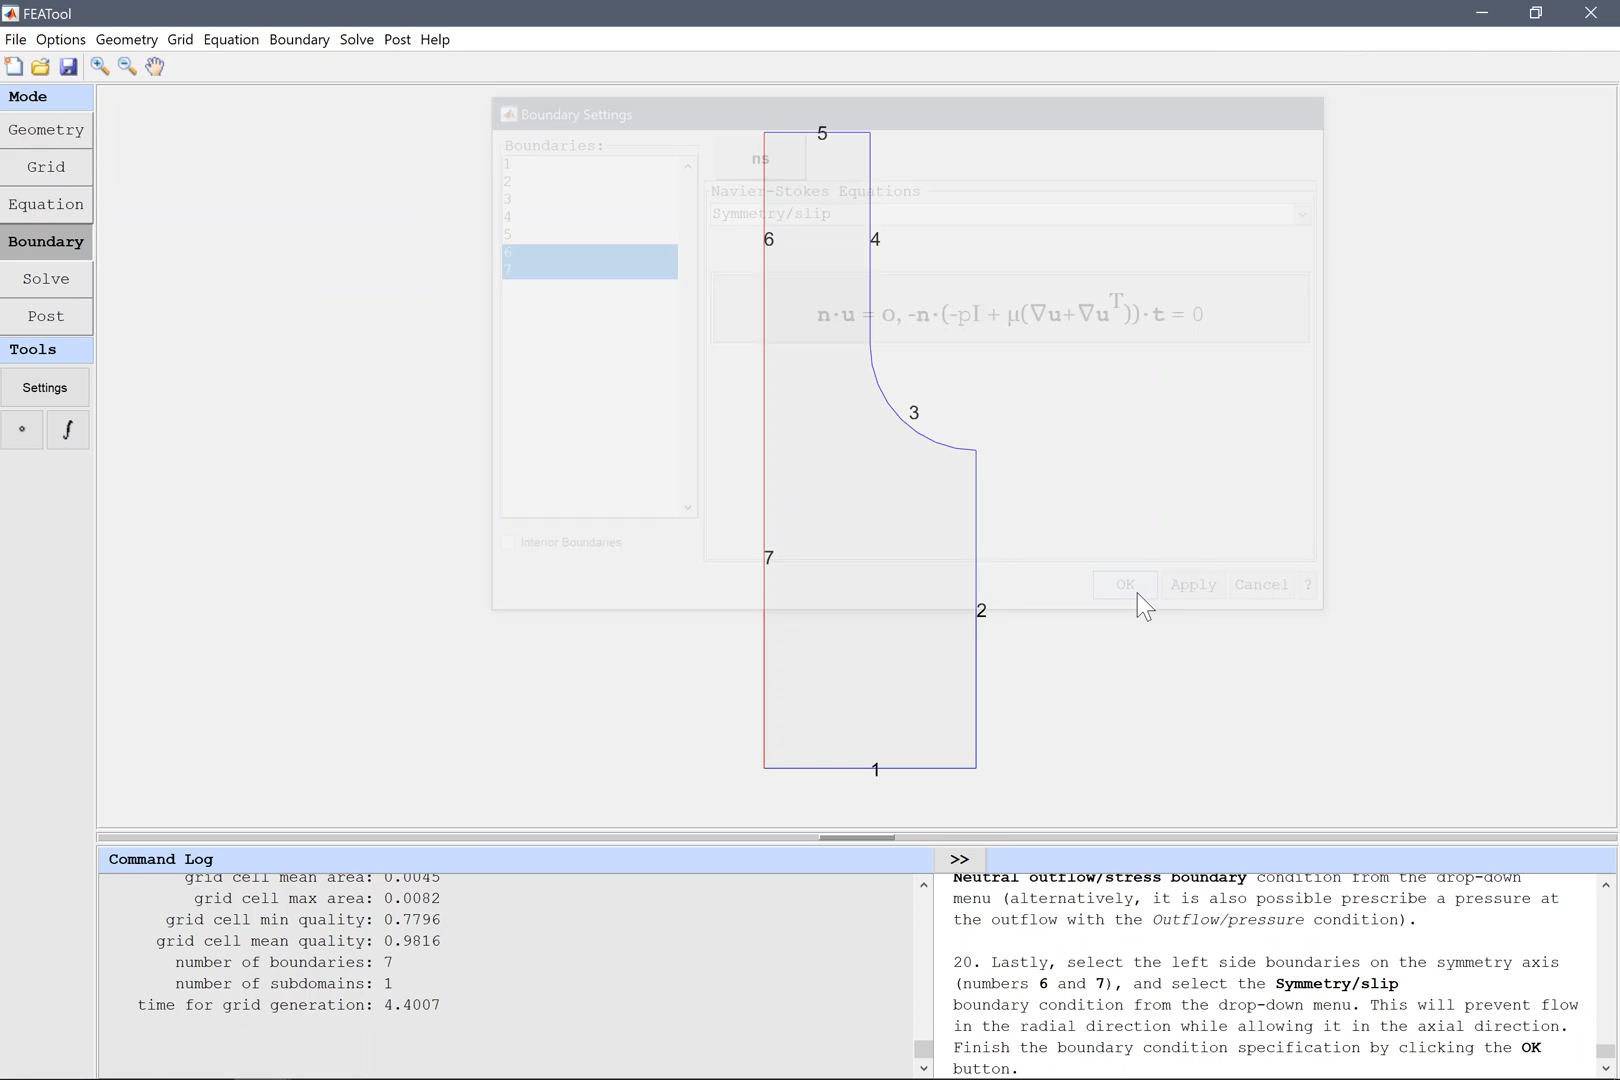 FEATool
File Options Geometry Grid Equation Boundary Solve Post Help
Mode
Geometry
Grid
Equation
Boundary
Solve
Post
Tools
Settings
∫
Boundary Settings
Boundaries:
1
2
3
4
5
6
7
Interior Boundaries
ns
Navier-Stokes Equations
Symmetry/slip
n·u = 0, -n·(-pI + μ(∇u+∇uᵀ))·t = 0
OK Apply Cancel ?
5
6
4
3
7
2
1
Command Log
grid cell mean area: 0.0045
grid cell max area: 0.0082
grid cell min quality: 0.7796
grid cell mean quality: 0.9816
number of boundaries: 7
number of subdomains: 1
time for grid generation: 4.4007
>>
Neutral outflow/stress boundary condition from the drop-down
menu (alternatively, it is also possible prescribe a pressure at
the outflow with the Outflow/pressure condition).
20. Lastly, select the left side boundaries on the symmetry axis
(numbers 6 and 7), and select the Symmetry/slip
boundary condition from the drop-down menu. This will prevent flow
in the radial direction while allowing it in the axial direction.
Finish the boundary condition specification by clicking the OK
button.